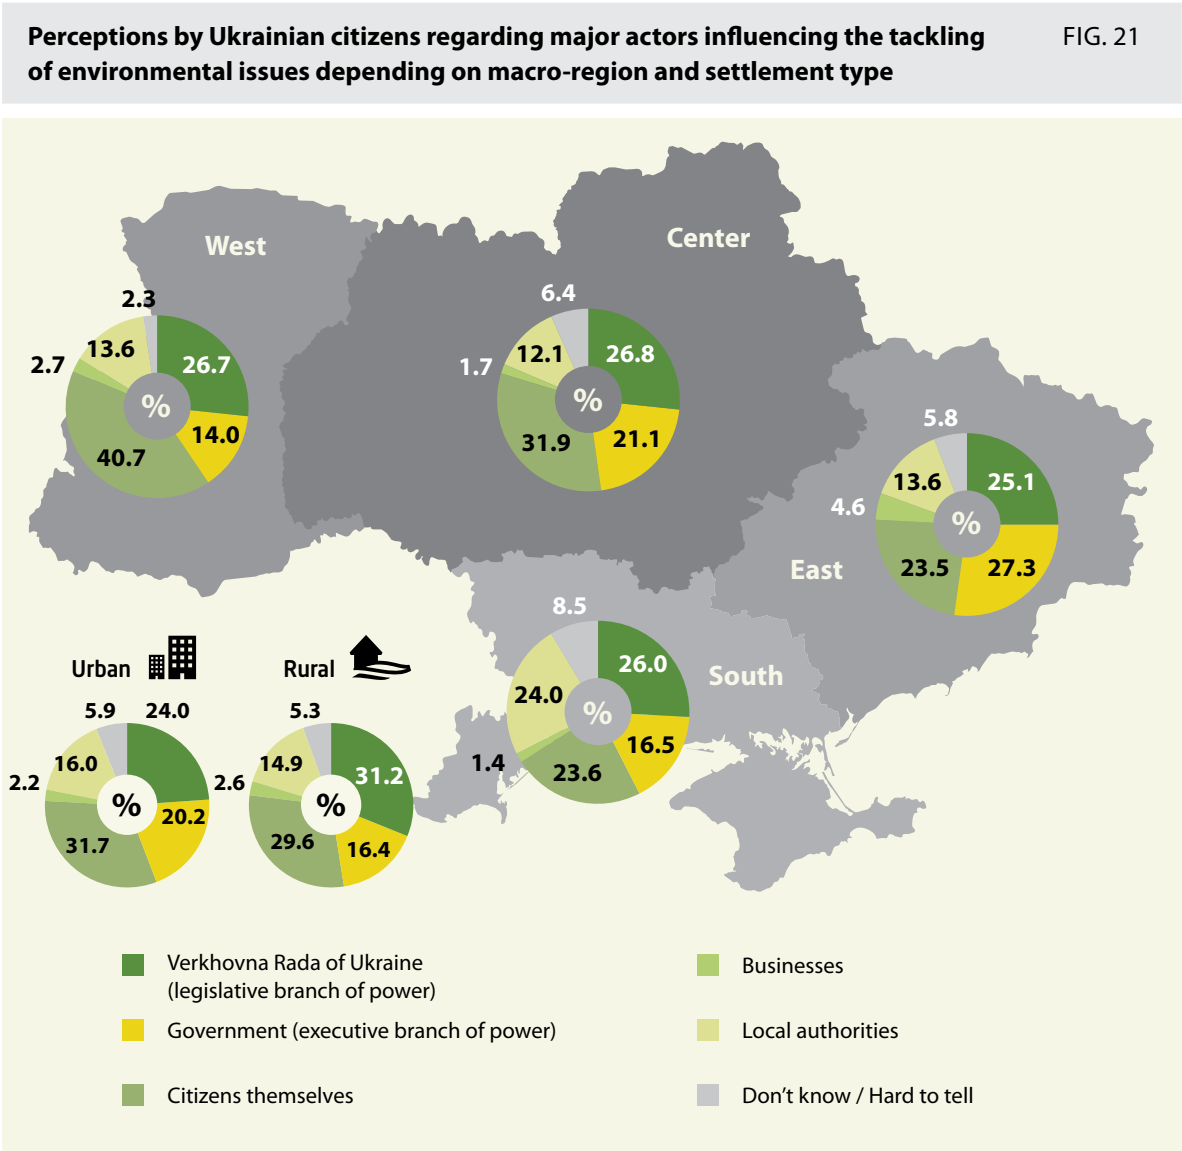 Perceptions by Ukrainian citizens regarding major actors influencing the tackling
of environmental issues depending on macro-region and settlement type
FIG. 21
West
2.3
13.6
26.7
2.7
%
14.0
40.7
Center
6.4
12.1
26.8
1.7
%
31.9
21.1
East
5.8
13.6
25.1
4.6
%
23.5
27.3
South
8.5
26.0
24.0
%
16.5
1.4
23.6
Urban
5.9
24.0
16.0
2.2
%
20.2
31.7
Rural
5.3
14.9
31.2
2.6
%
29.6
16.4
Verkhovna Rada of Ukraine
(legislative branch of power)
Government (executive branch of power)
Citizens themselves
Businesses
Local authorities
Don't know / Hard to tell